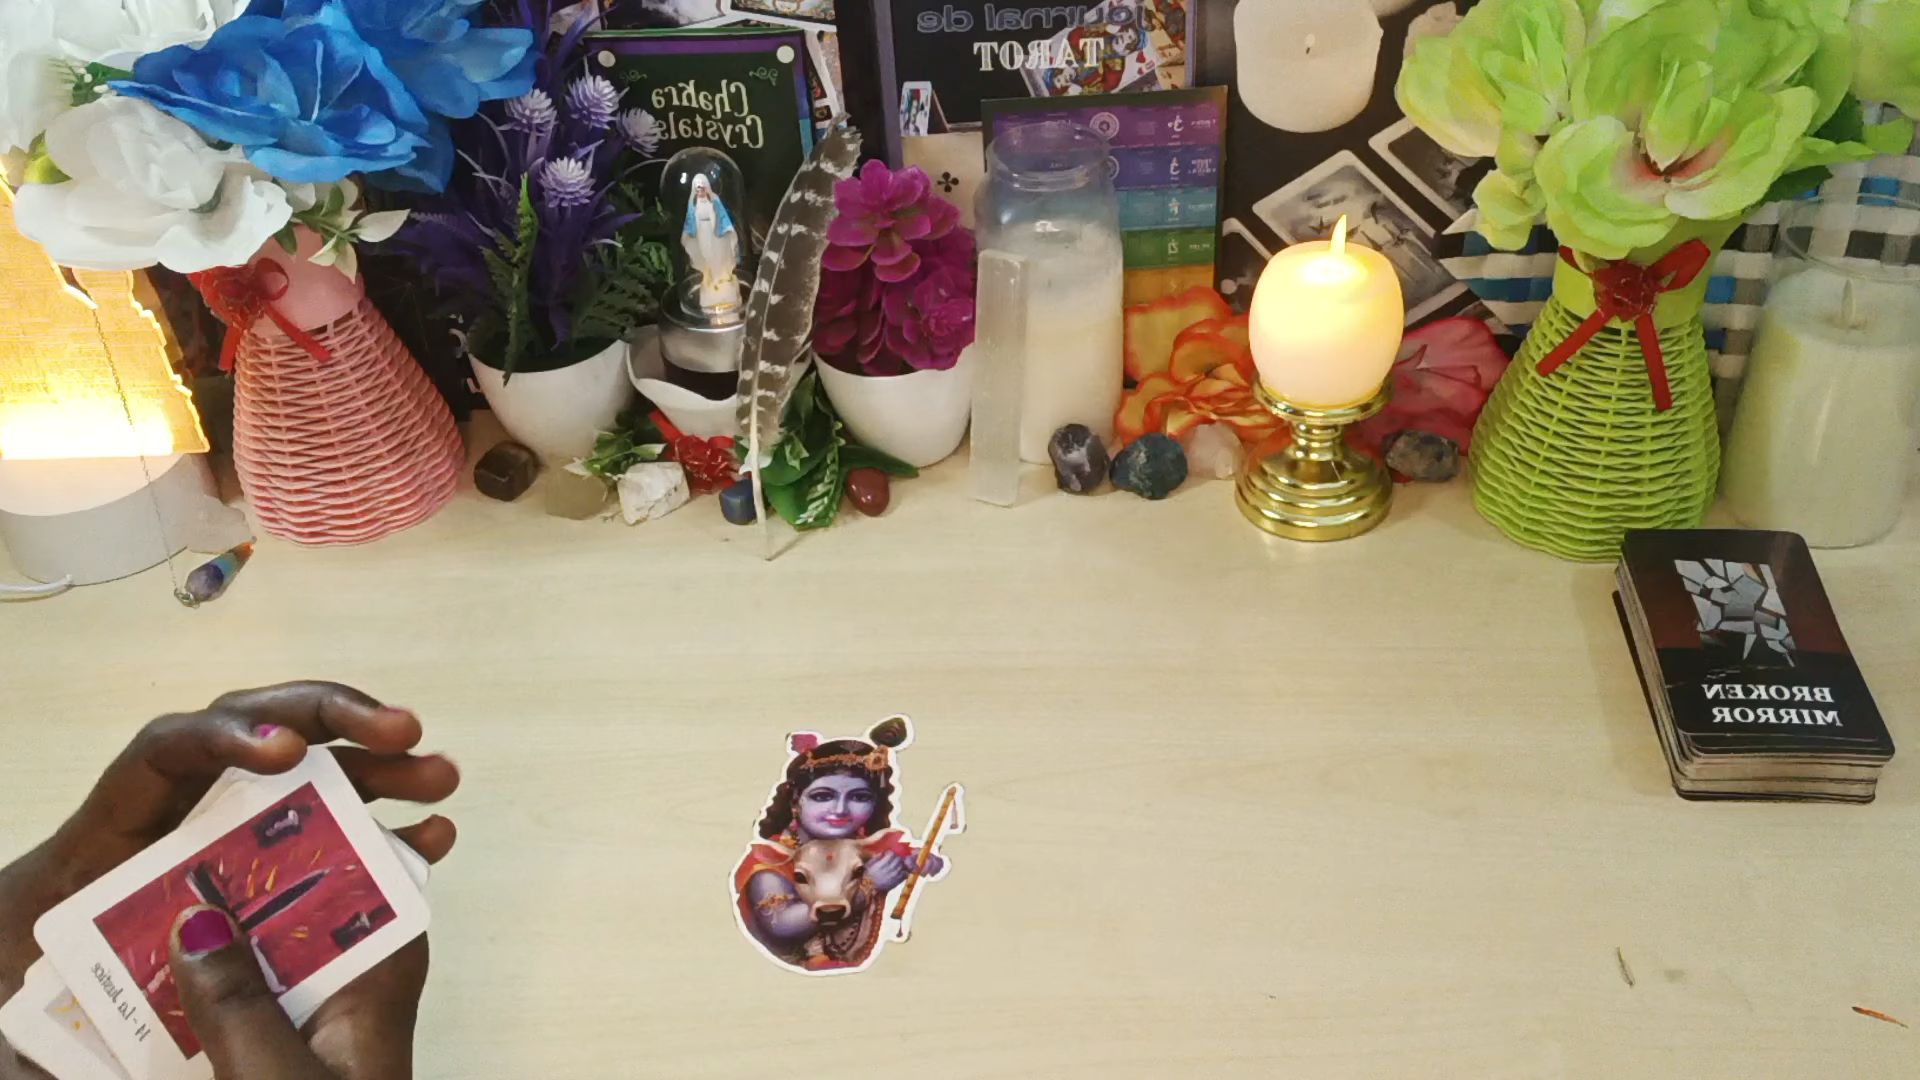 Journal de
TAROT
Chakra
Crystals
BROKEN
MIRROR
11 - La Justice